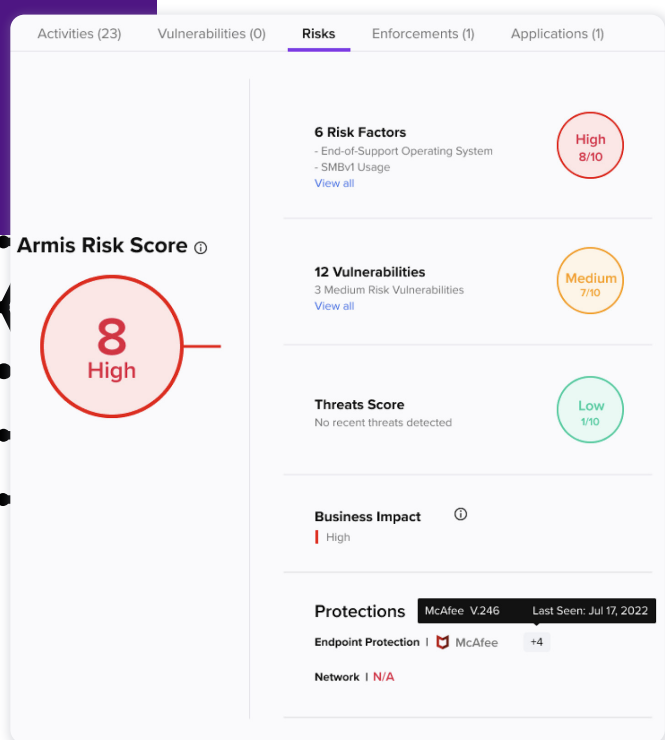 Activities (23) Vulnerabilities (0) Risks Enforcements (1) Applications (1)
Armis Risk Score
8
High
6 Risk Factors
- End-of-Support Operating System
- SMBv1 Usage
View all
High
8/10
12 Vulnerabilities
3 Medium Risk Vulnerabilities
View all
Medium
7/10
Threats Score
No recent threats detected
Low
1/10
Business Impact
High
Protections
McAfee V.246 Last Seen: Jul 17, 2022
Endpoint Protection | McAfee +4
Network | N/A